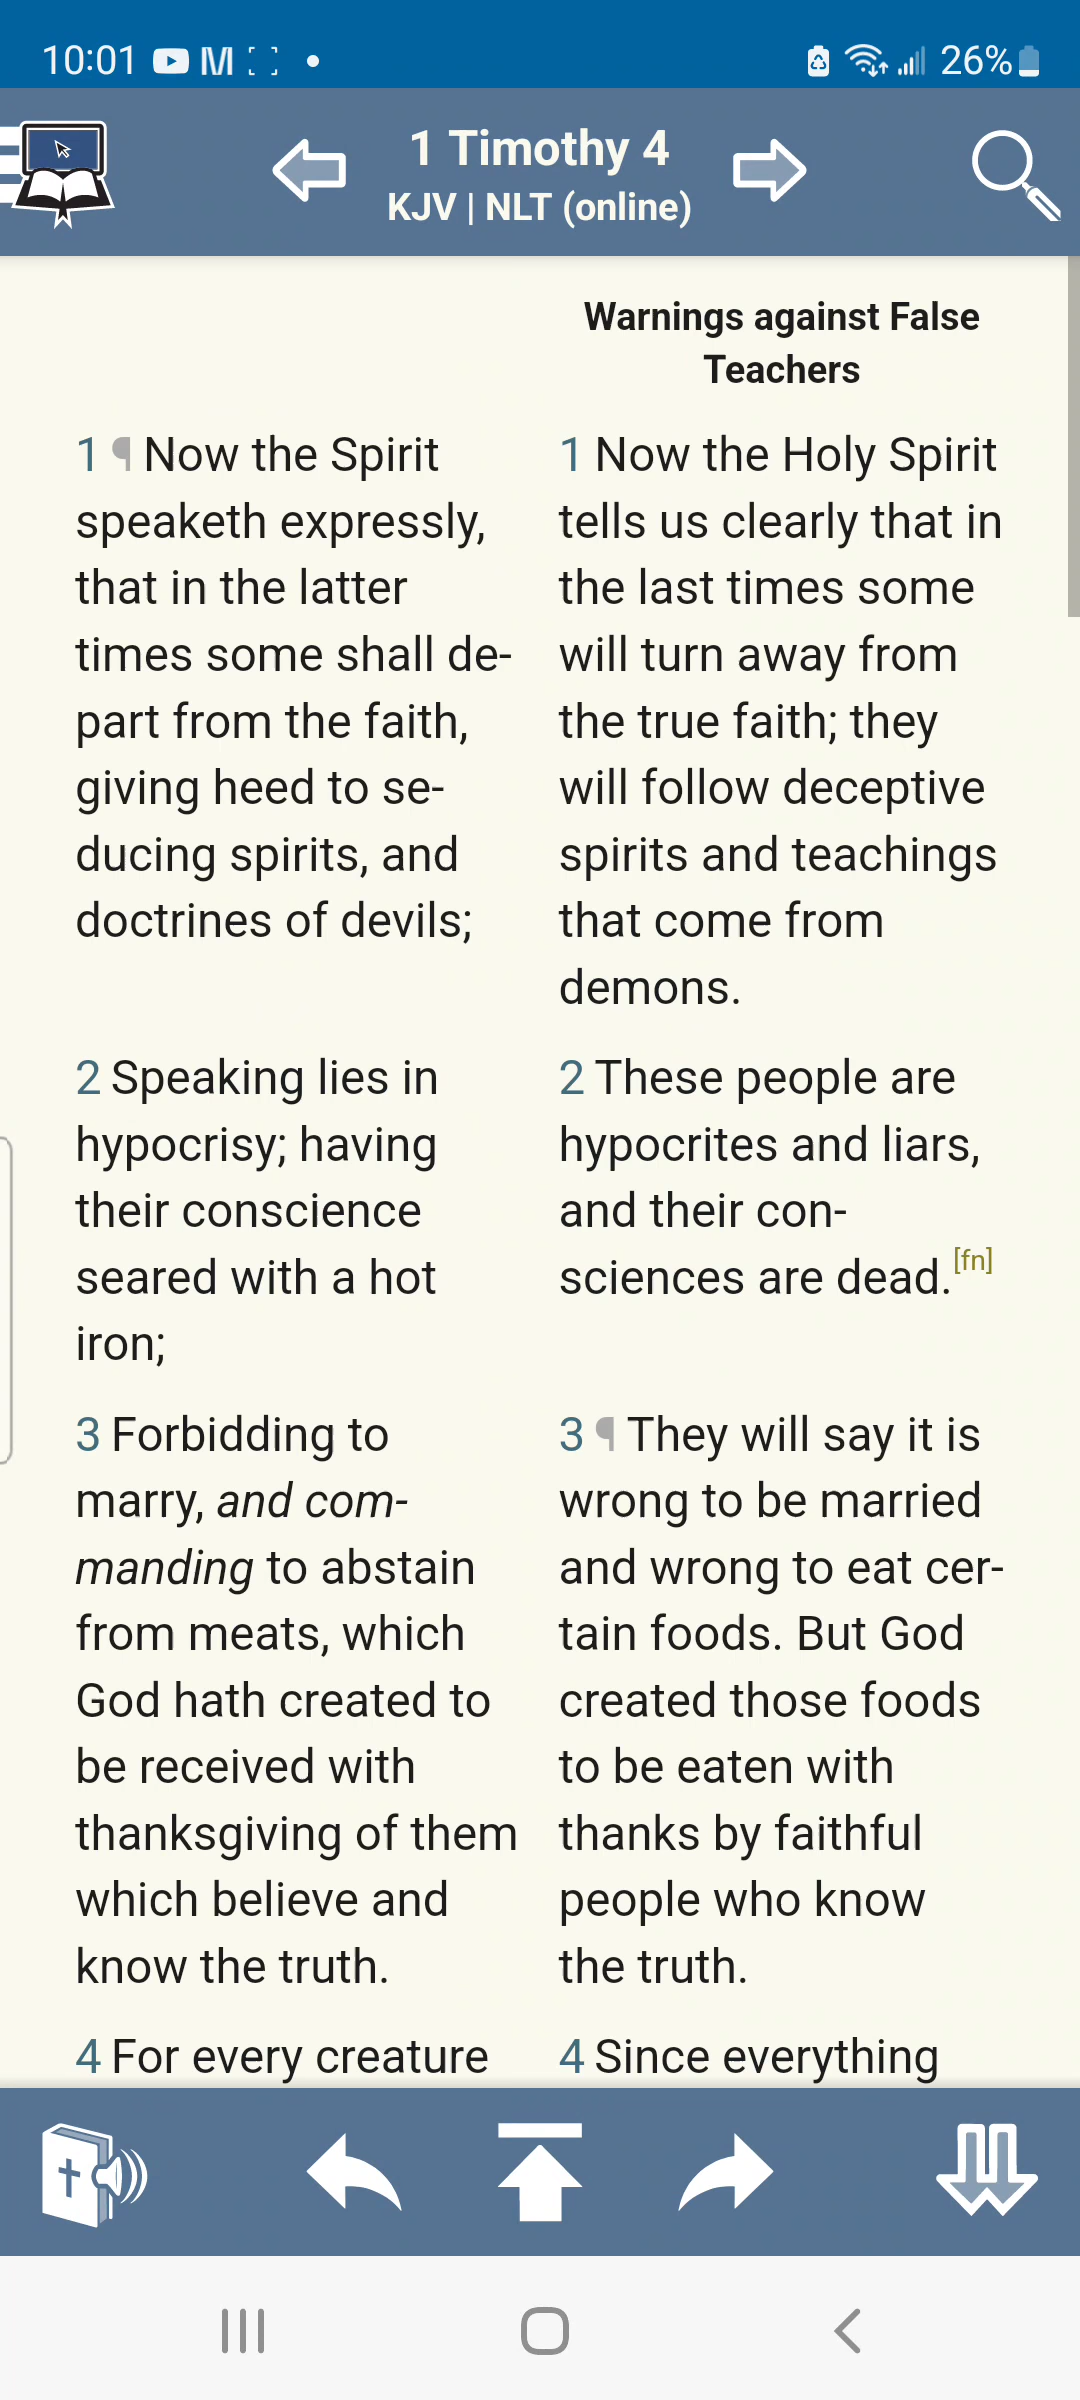 10:01
26%
1 Timothy 4
KJV | NLT (online)
Warnings against False
Teachers
1 ¶ Now the Spirit
speaketh expressly,
that in the latter
times some shall de-
part from the faith,
giving heed to se-
ducing spirits, and
doctrines of devils;
1 Now the Holy Spirit
tells us clearly that in
the last times some
will turn away from
the true faith; they
will follow deceptive
spirits and teachings
that come from
demons.
2 Speaking lies in
hypocrisy; having
their conscience
seared with a hot
iron;
2 These people are
hypocrites and liars,
and their con-
sciences are dead.[fn]
3 Forbidding to
marry, and com-
manding to abstain
from meats, which
God hath created to
be received with
thanksgiving of them
which believe and
know the truth.
3 ¶ They will say it is
wrong to be married
and wrong to eat cer-
tain foods. But God
created those foods
to be eaten with
thanks by faithful
people who know
the truth.
4 For every creature
4 Since everything